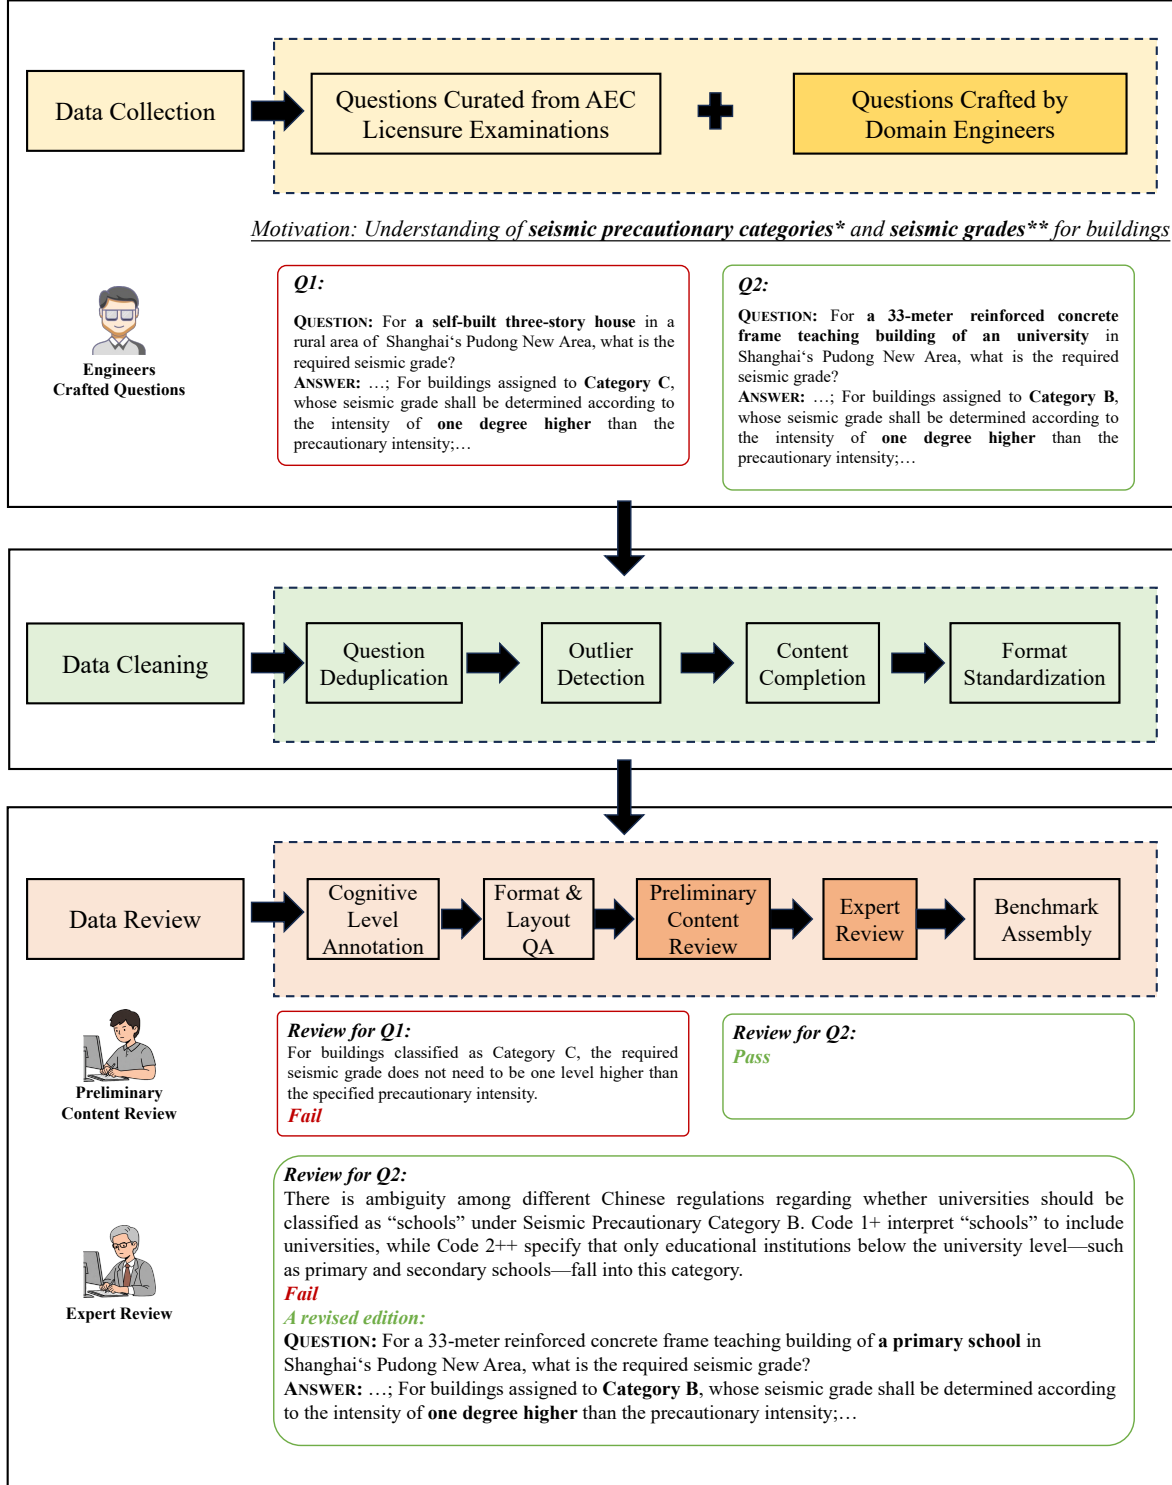 Data Collection
Questions Curated from AEC
Licensure Examinations
Questions Crafted by
Domain Engineers
Motivation: Understanding of seismic precautionary categories* and seismic grades** for buildings
Engineers
Crafted Questions
Q1:
QUESTION: For a self-built three-story house in a
rural area of Shanghai‘s Pudong New Area, what is the
required seismic grade?
ANSWER: …; For buildings assigned to Category C,
whose seismic grade shall be determined according to
the intensity of one degree higher than the
precautionary intensity;…
Q2:
QUESTION: For a 33-meter reinforced concrete
frame teaching building of an university in
Shanghai‘s Pudong New Area, what is the required
seismic grade?
ANSWER: …; For buildings assigned to Category B,
whose seismic grade shall be determined according to
the intensity of one degree higher than the
precautionary intensity;…
Data Cleaning
Question
Deduplication
Outlier
Detection
Content
Completion
Format
Standardization
Data Review
Cognitive
Level
Annotation
Format &
Layout
QA
Preliminary
Content
Review
Expert
Review
Benchmark
Assembly
Preliminary
Content Review
Review for Q1:
For buildings classified as Category C, the required
seismic grade does not need to be one level higher than
the specified precautionary intensity.
Fail
Review for Q2:
Pass
Expert Review
Review for Q2:
There is ambiguity among different Chinese regulations regarding whether universities should be
classified as “schools” under Seismic Precautionary Category B. Code 1+ interpret “schools” to include
universities, while Code 2++ specify that only educational institutions below the university level—such
as primary and secondary schools—fall into this category.
Fail
A revised edition:
QUESTION: For a 33-meter reinforced concrete frame teaching building of a primary school in
Shanghai‘s Pudong New Area, what is the required seismic grade?
ANSWER: …; For buildings assigned to Category B, whose seismic grade shall be determined according
to the intensity of one degree higher than the precautionary intensity;…